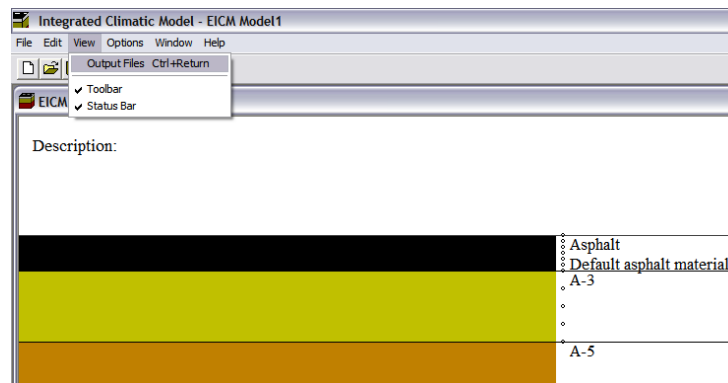 Integrated Climatic Model - EICM Model1
File Edit View Options Window Help
Output Files Ctrl+Return
Toolbar
Status Bar
EICM
Description:
Asphalt
Default asphalt material
A-3
A-5